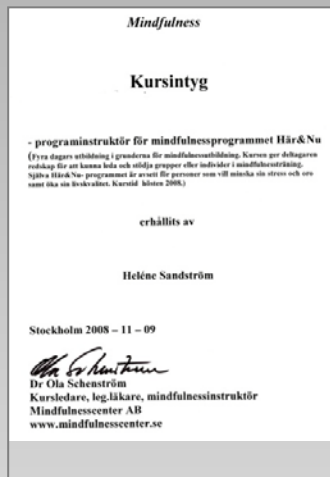 Mindfulness
Kursintyg
- programinstruktör för mindfulnessprogrammet Här&Nu
(Fyra dagars utbildning i grunderna för mindfulnessutbildning. Kursen ger deltagaren
redskap för att kunna leda och stödja grupper eller individer i mindfulnessträning.
Själva Här&Nu- programmet är avsett för personer som vill minska sin stress och oro
samt öka sin livskvalitet. Kurstid hösten 2008.)
erhållits av
Heléne Sandström
Stockholm 2008 – 11 – 09
Ola Schenström
Dr Ola Schenström
Kursledare, leg.läkare, mindfulnessinstruktör
Mindfulnesscenter AB
www.mindfulnesscenter.se